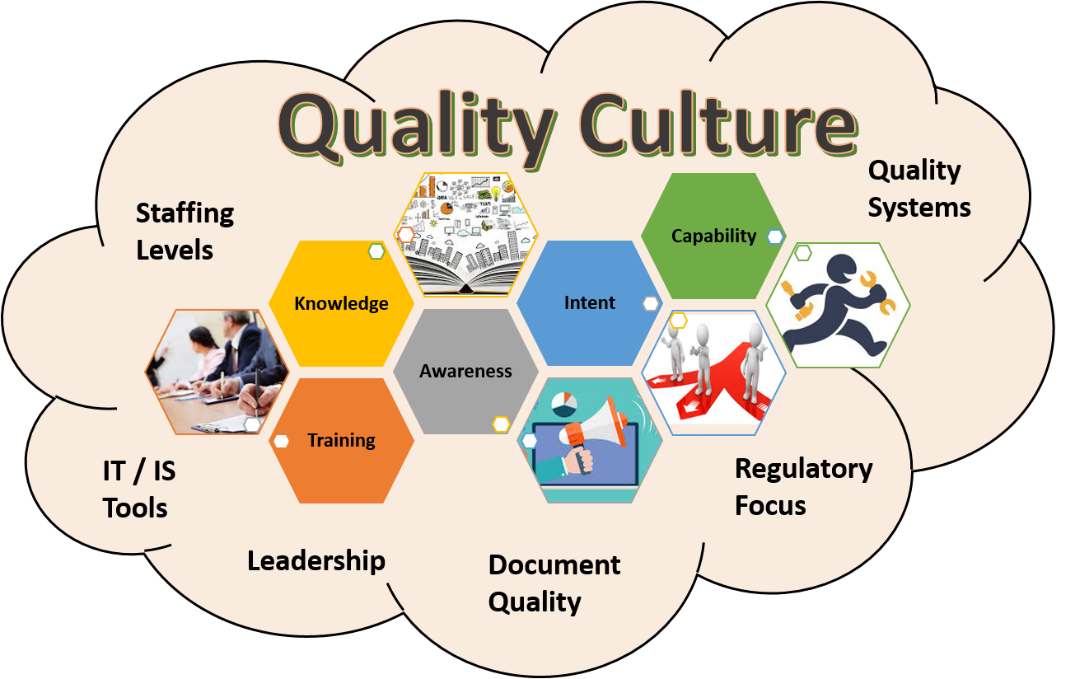 Quality Culture
Quality
Systems
Staffing
Levels
Capability
Knowledge
Intent
Awareness
Training
IT / IS
Tools
Regulatory
Focus
Leadership
Document
Quality